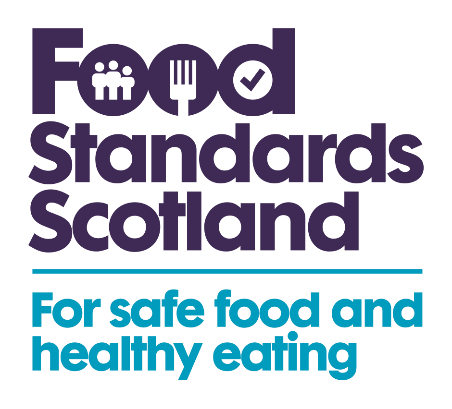 Food
Standards
Scotland
For safe food and
healthy eating